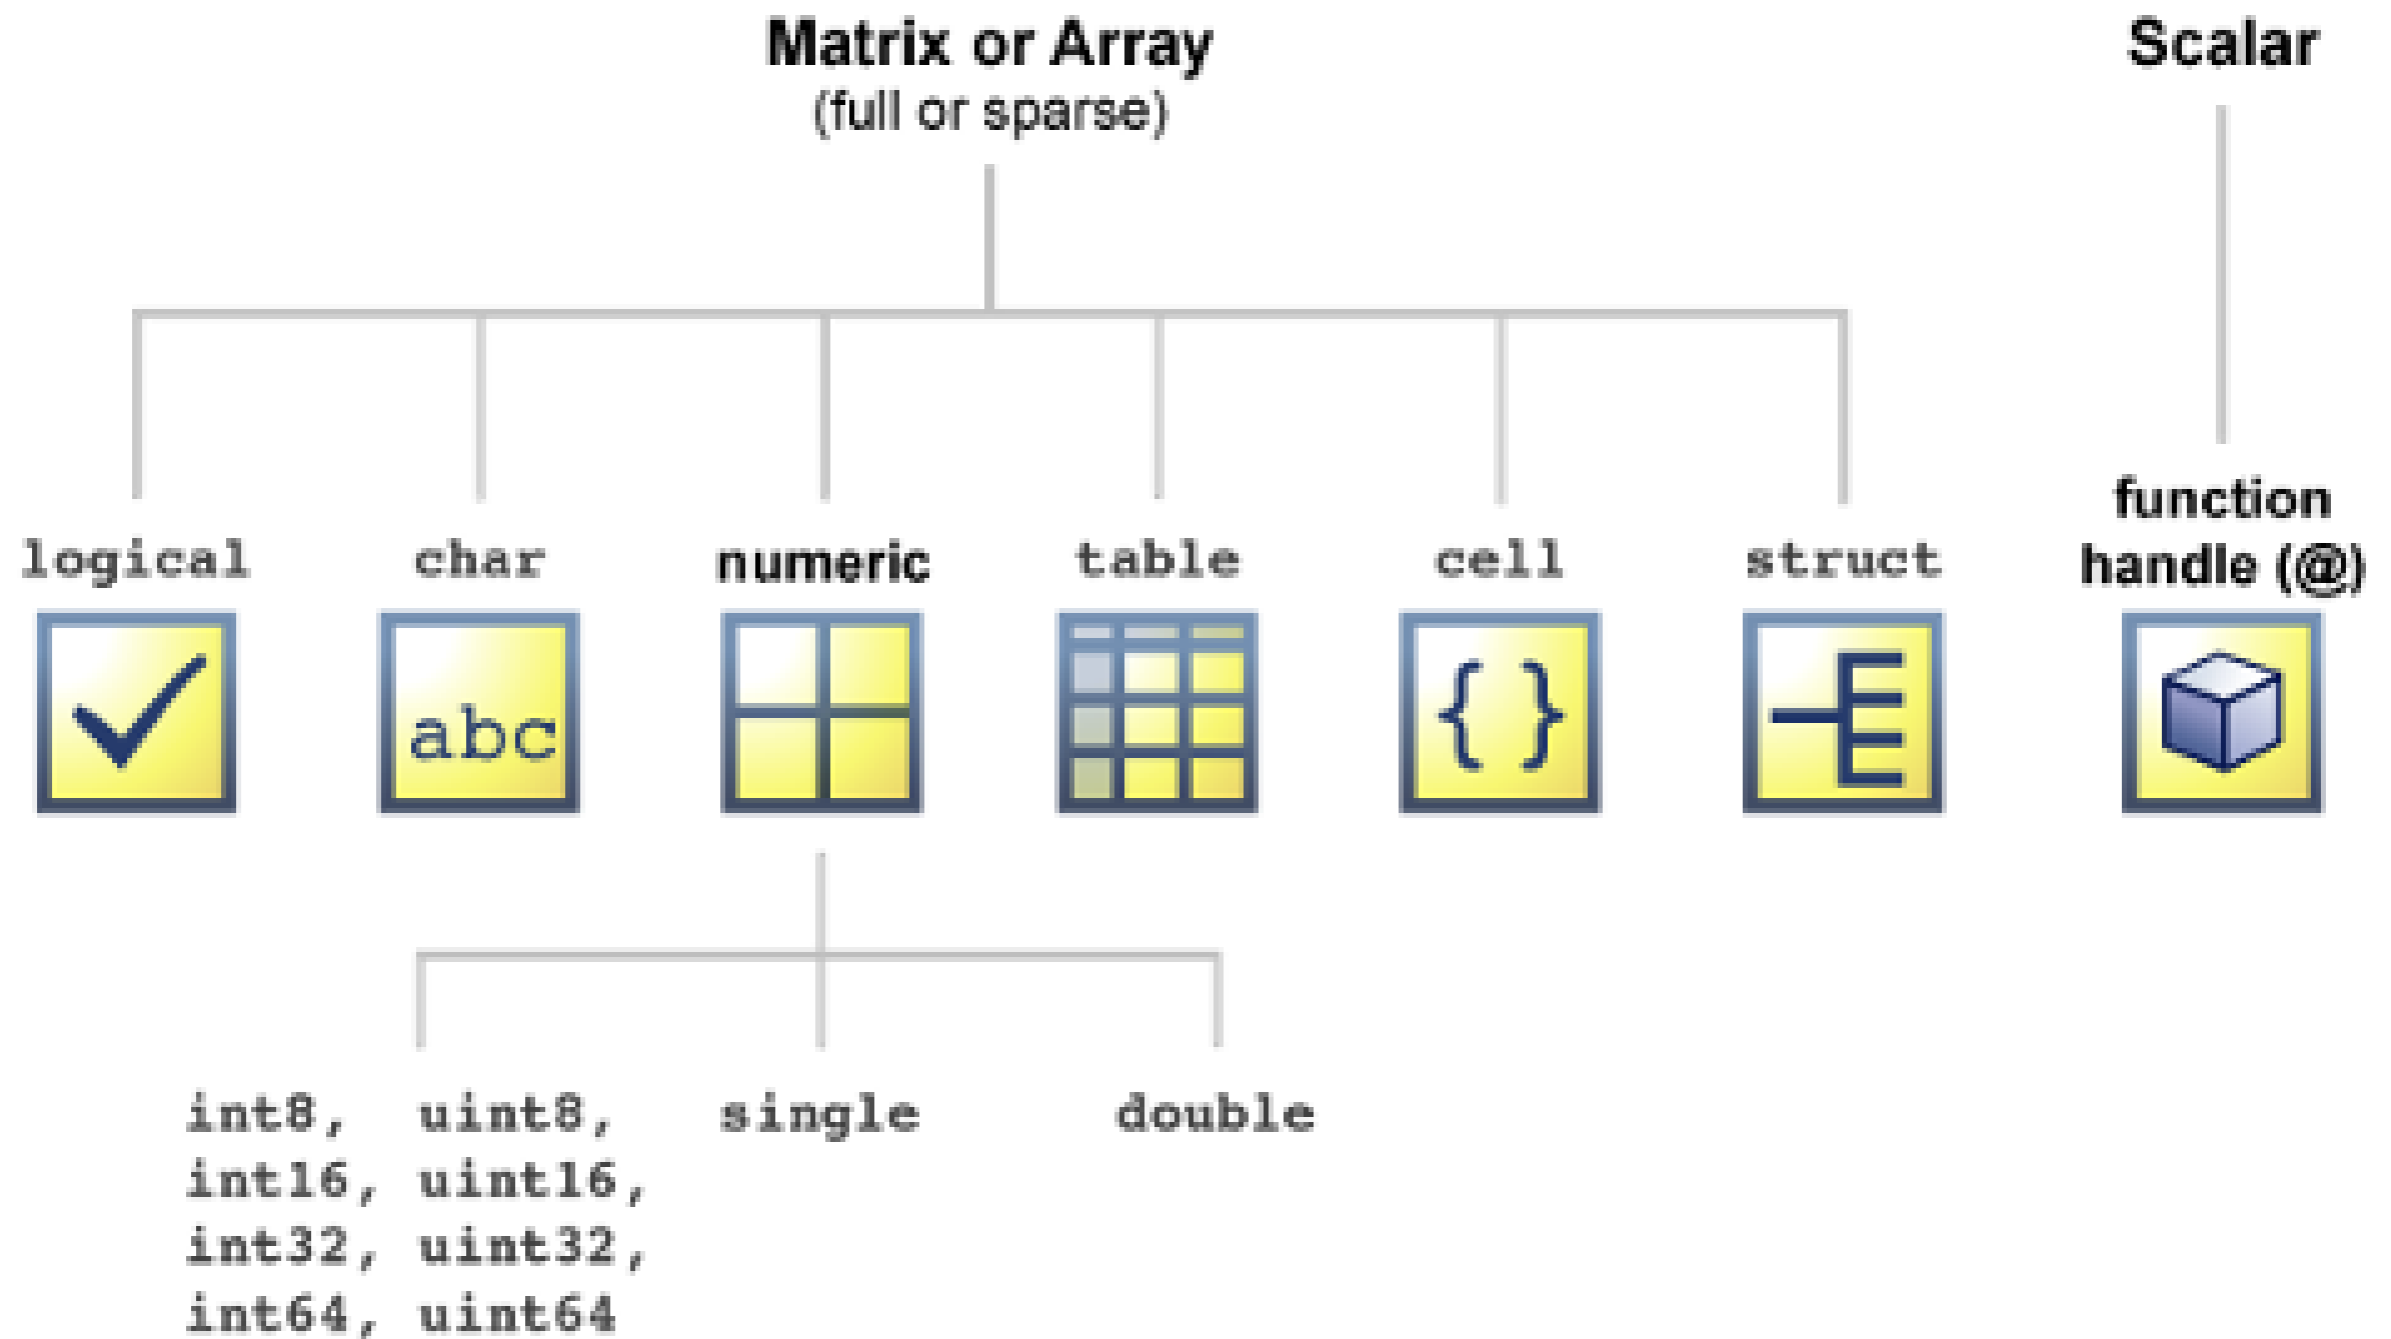 Matrix or Array
(full or sparse)
Scalar
logical
char
numeric
table
cell
struct
function
handle (@)
abc
{ }
int8, uint8,
int16, uint16,
int32, uint32,
int64, uint64
single
double